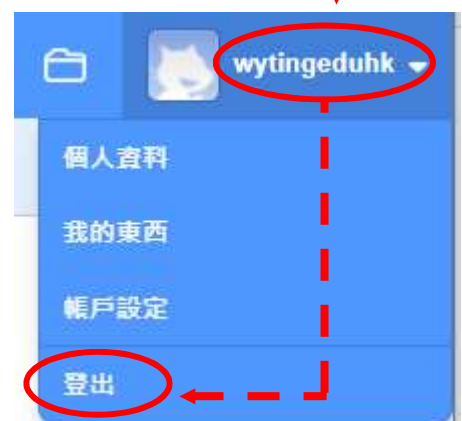 wytingeduhk
個人資料
我的東西
帳戶設定
登出